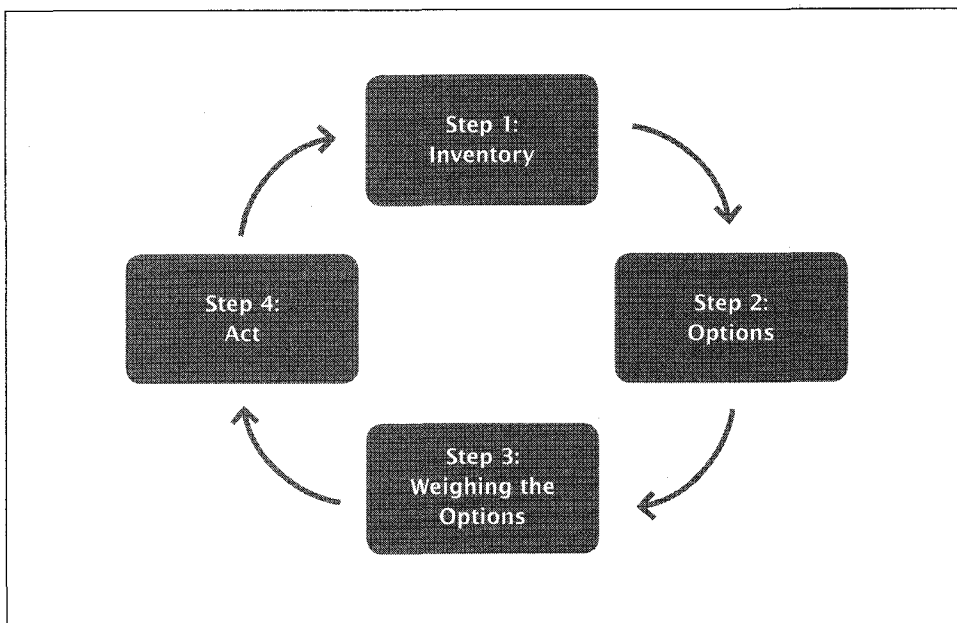 Step 1:
Inventory
Step 2:
Options
Step 3:
Weighing the
Options
Step 4:
Act